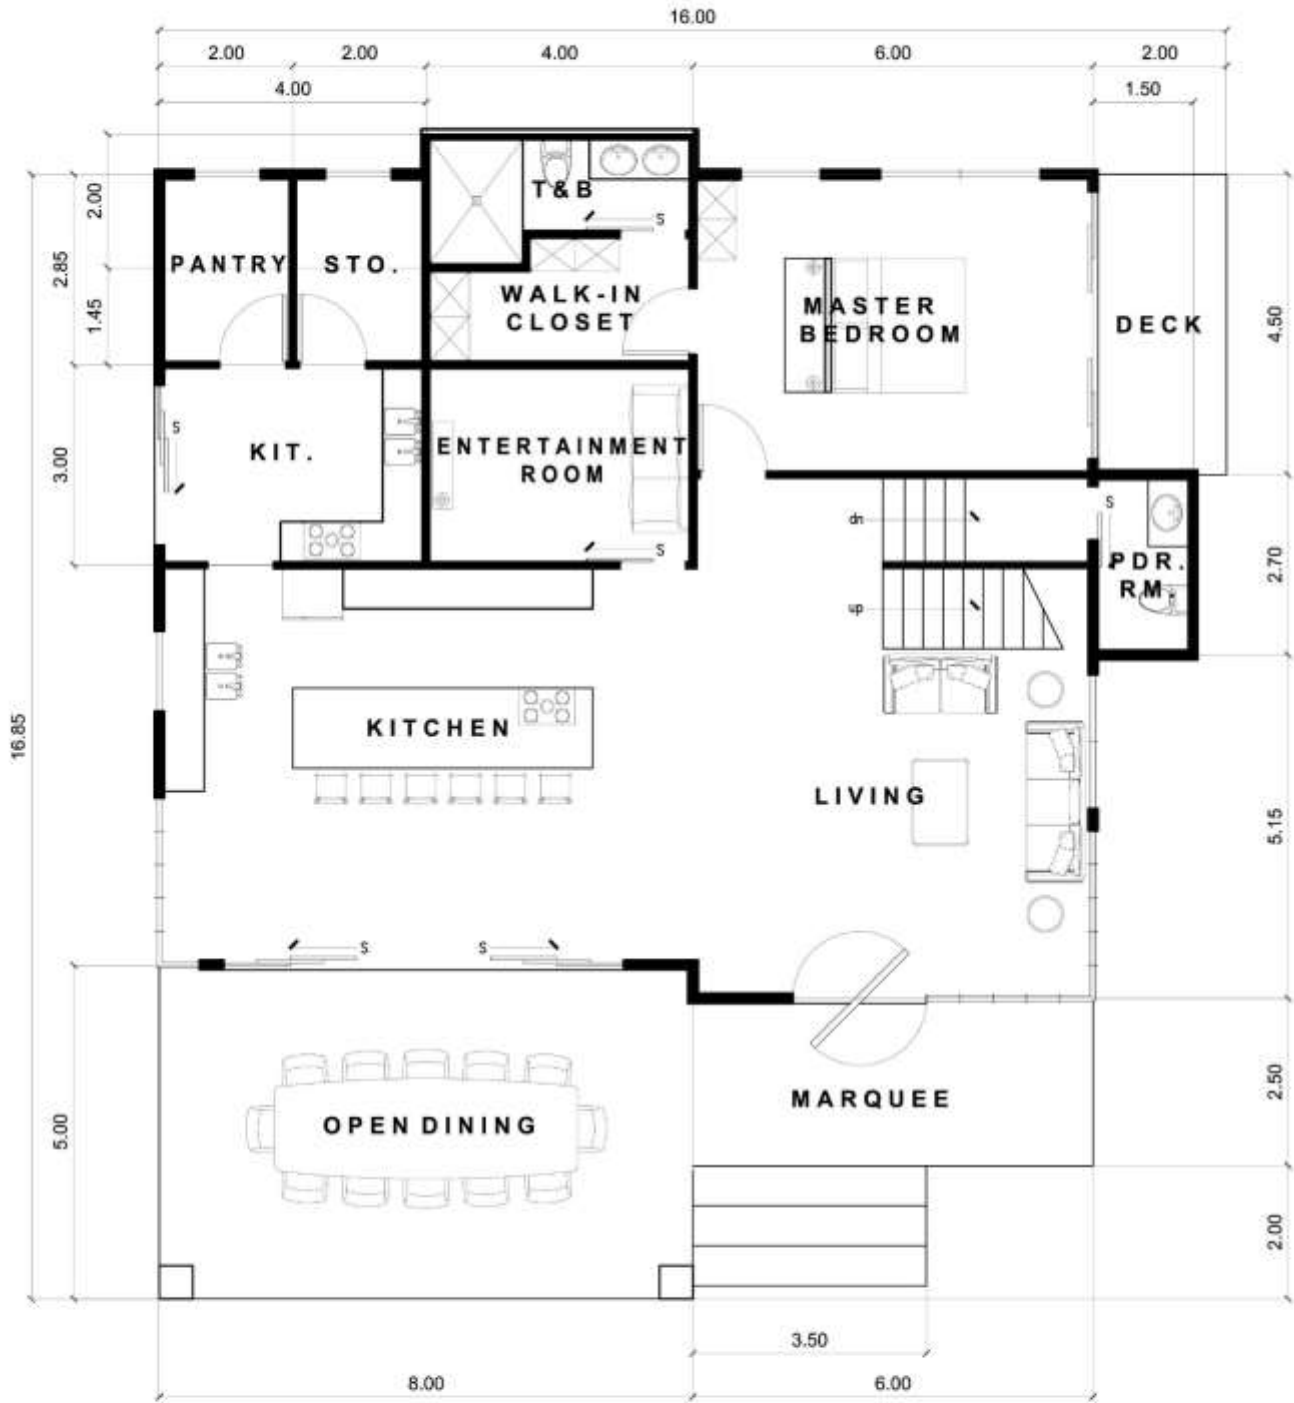 16.00
2.00 2.00 4.00 6.00 2.00
4.00 1.50
2.00
T & B
S
2.85
PANTRY STO.
WALK-IN
CLOSET
MASTER
BEDROOM
DECK
1.45
4.50
S
KIT.
ENTERTAINMENT
ROOM
3.00
S
dn
S
PDR.
RM
2.70
up
16.85
KITCHEN
LIVING
5.15
S S
OPEN DINING
MARQUEE
5.00
2.50
2.00
3.50
8.00 6.00